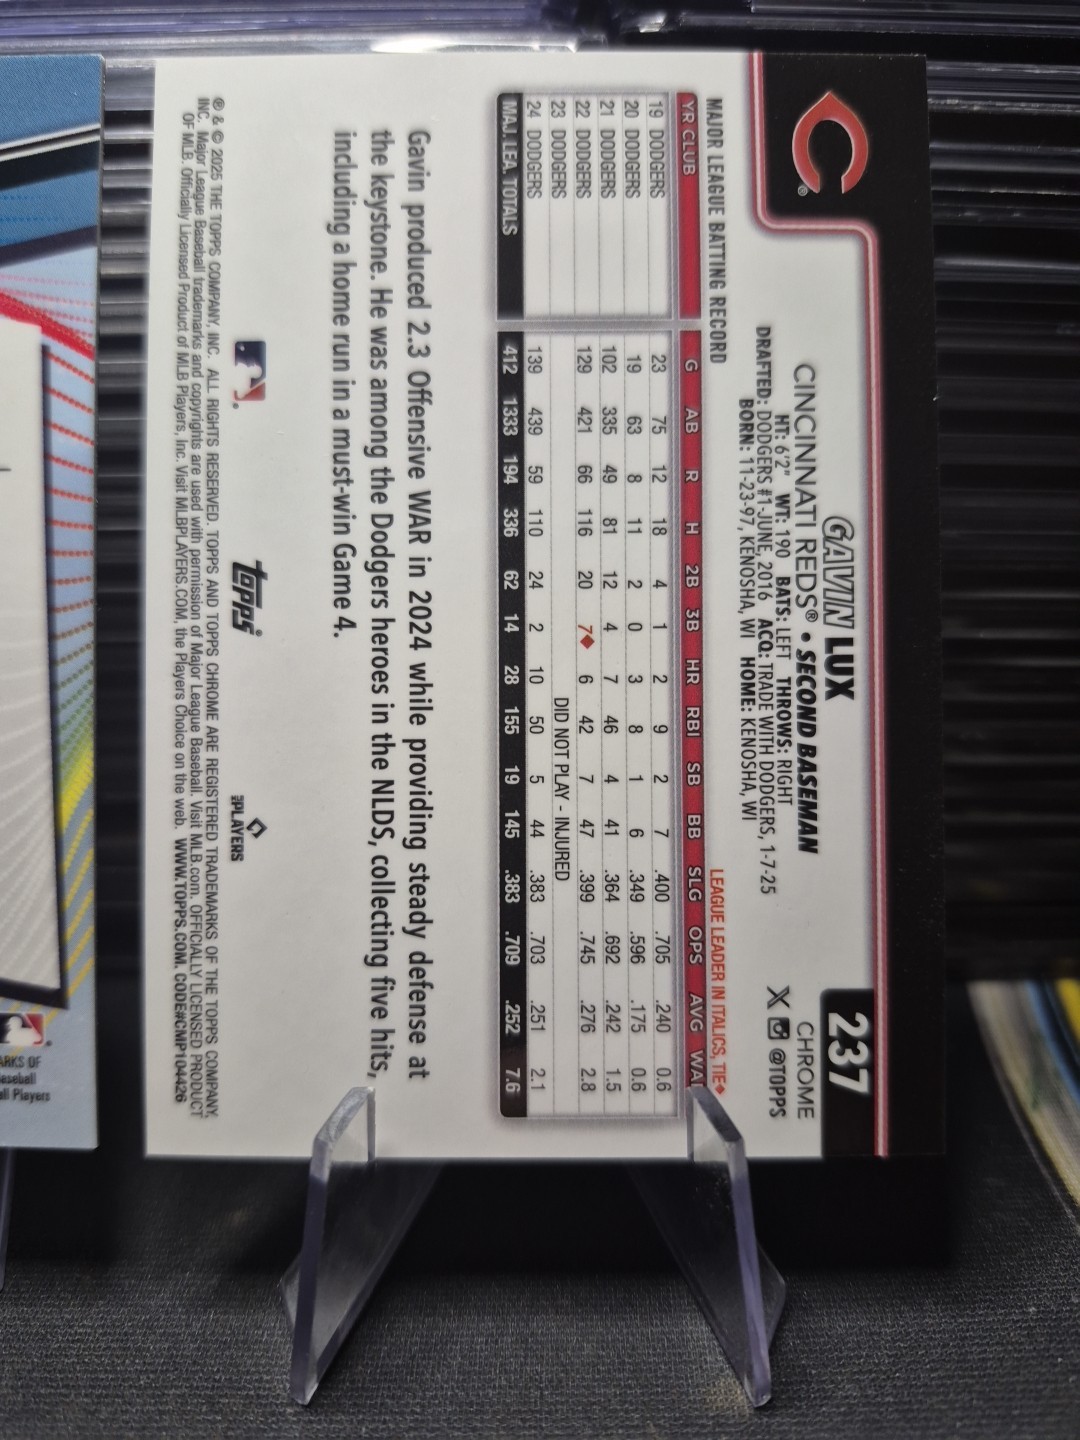 237
CHROME
@TOPPS
GAVIN LUX
CINCINNATI REDS® • SECOND BASEMAN
HT: 6'2" WT: 190 BATS: LEFT THROWS: RIGHT
DRAFTED: DODGERS #1-JUNE, 2016 ACQ: TRADE WITH DODGERS, 1-7-25
BORN: 11-23-97, KENOSHA, WI HOME: KENOSHA, WI
MAJOR LEAGUE BATTING RECORD LEAGUE LEADER IN ITALICS, TIE♦
YR CLUB G AB R H 2B 3B HR RBI SB BB SLG OPS AVG WAR
19 DODGERS 23 75 12 18 4 1 2 9 2 7 .400 .705 .240 0.6
20 DODGERS 19 63 8 11 2 0 3 8 1 6 .349 .596 .175 0.6
21 DODGERS 102 335 49 81 12 4 7 46 4 41 .364 .692 .242 1.5
22 DODGERS 129 421 66 116 20 7♦ 6 42 7 47 .399 .745 .276 2.8
23 DODGERS DID NOT PLAY - INJURED
24 DODGERS 139 439 59 110 24 2 10 50 5 44 .383 .703 .251 2.1
MAJ. LEA. TOTALS 412 1333 194 336 62 14 28 155 19 145 .383 .709 .252 7.6
Gavin produced 2.3 Offensive WAR in 2024 while providing steady defense at
the keystone. He was among the Dodgers heroes in the NLDS, collecting five hits,
including a home run in a must-win Game 4.
topps
PLAYERS
® & © 2025 THE TOPPS COMPANY, INC. ALL RIGHTS RESERVED. TOPPS AND TOPPS CHROME ARE REGISTERED TRADEMARKS OF THE TOPPS COMPANY,
INC. Major League Baseball trademarks and copyrights are used with permission of Major League Baseball. Visit MLB.com. OFFICIALLY LICENSED PRODUCT
OF MLB. Officially Licensed Product of MLB Players, Inc. Visit MLBPLAYERS.COM, the Players Choice on the web. WWW.TOPPS.COM. CODE#CMP104426
ARKS OF
aseball
all Players